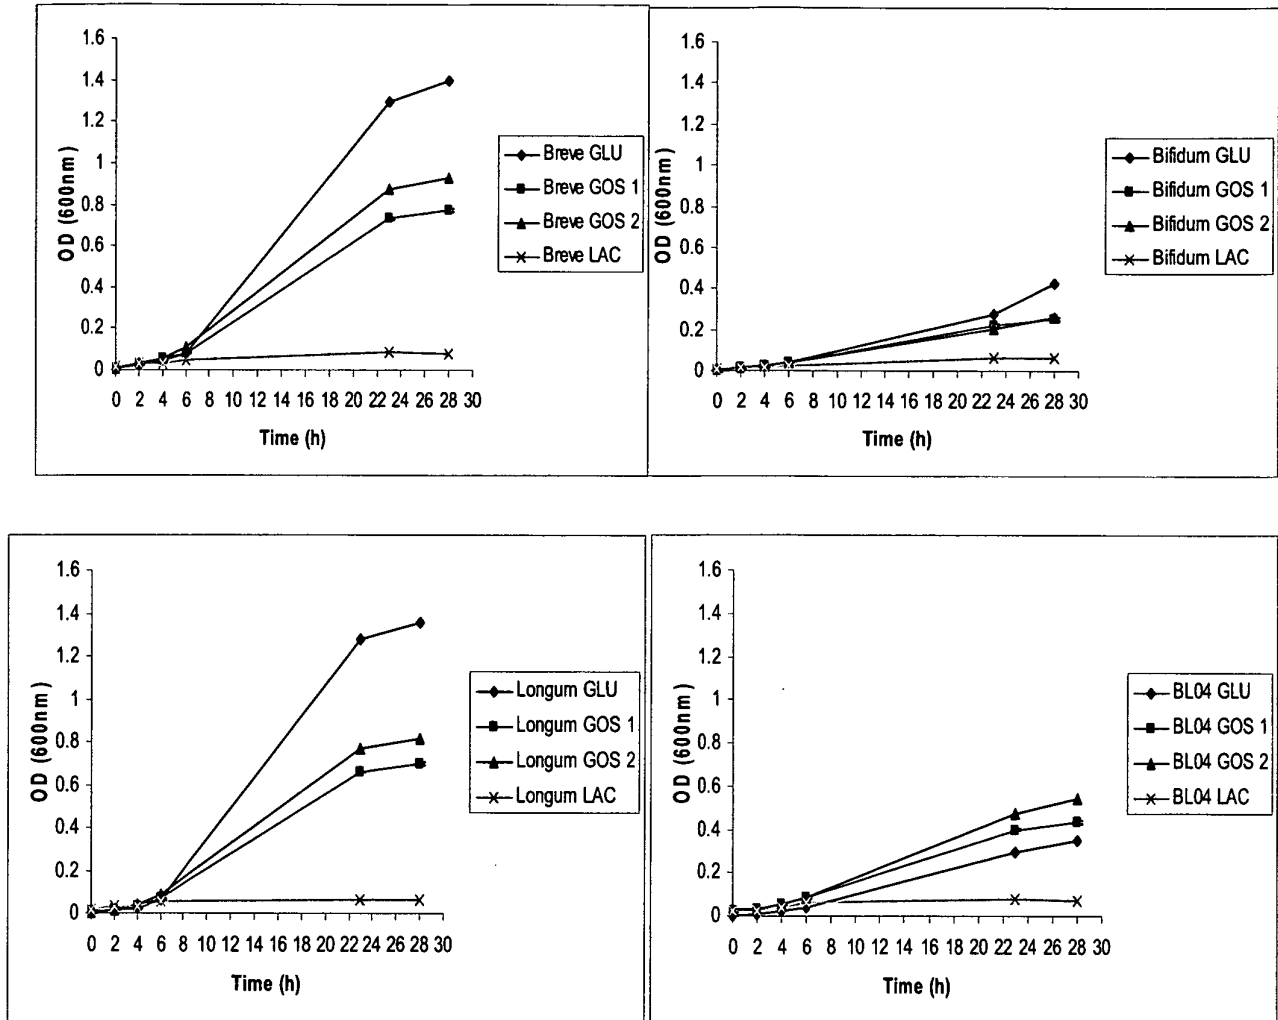 1.6
1.4
1.2
1
0.8
0.6
0.4
0.2
0
OD (600nm)
0 2 4 6 8 10 12 14 16 18 20 22 24 26 28 30
Time (h)
Breve GLU
Breve GOS 1
Breve GOS 2
Breve LAC
1.6
1.4
1.2
1
0.8
0.6
0.4
0.2
0
OD (600nm)
0 2 4 6 8 10 12 14 16 18 20 22 24 26 28 30
Time (h)
Bifidum GLU
Bifidum GOS 1
Bifidum GOS 2
Bifidum LAC
1.6
1.4
1.2
1
0.8
0.6
0.4
0.2
0
OD (600nm)
0 2 4 6 8 10 12 14 16 18 20 22 24 26 28 30
Time (h)
Longum GLU
Longum GOS 1
Longum GOS 2
Longum LAC
1.6
1.4
1.2
1
0.8
0.6
0.4
0.2
0
OD (600nm)
0 2 4 6 8 10 12 14 16 18 20 22 24 26 28 30
Time (h)
BL04 GLU
BL04 GOS 1
BL04 GOS 2
BL04 LAC